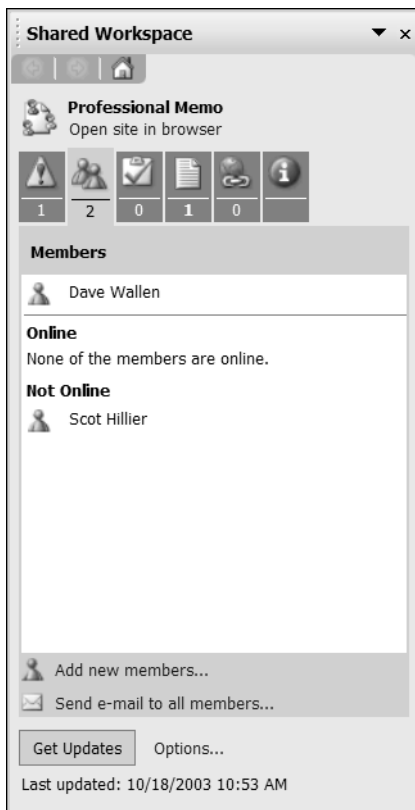 Shared Workspace
Professional Memo
Open site in browser
1 2 0 1 0
Members
Dave Wallen
Online
None of the members are online.
Not Online
Scot Hillier
Add new members...
Send e-mail to all members...
Get Updates Options...
Last updated: 10/18/2003 10:53 AM